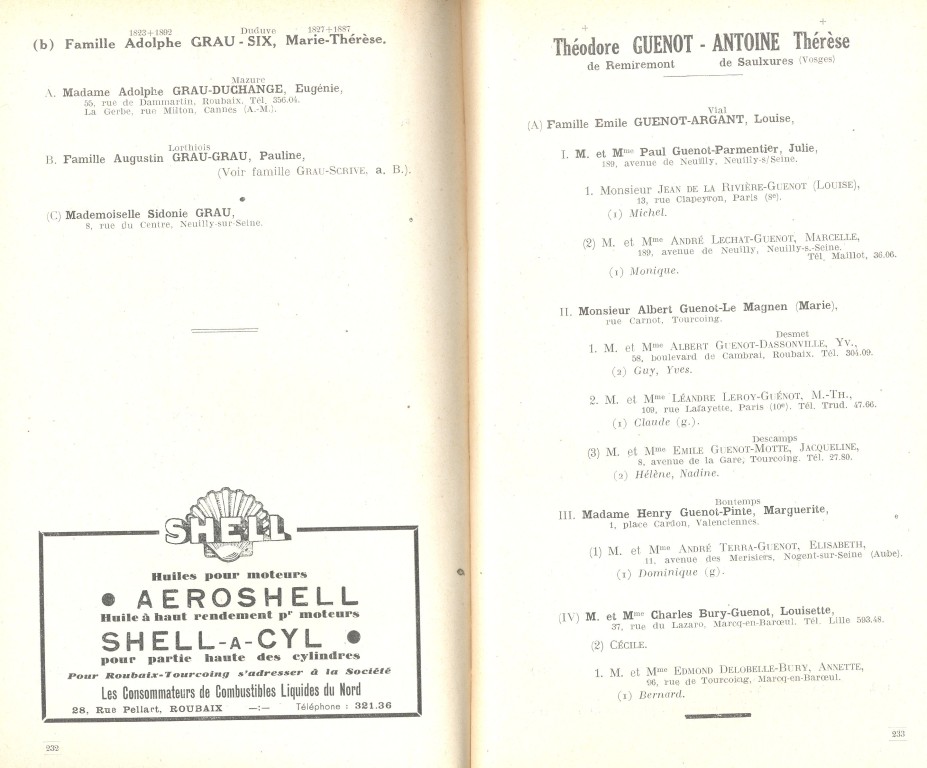 1823+1892 Duduve 1827+1887
(b) Famille Adolphe GRAU - SIX, Marie-Thérèse.
Mazure
A. Madame Adolphe GRAU-DUCHANGE, Eugénie,
55, rue de Dammartin, Roubaix. Tél. 356.04.
La Gerbe, rue Milton, Cannes (A.-M.).
Lorthiois
B. Famille Augustin GRAU-GRAU, Pauline,
(Voir famille GRAU-SCRIVE, a, B.).
(C) Mademoiselle Sidonie GRAU,
8, rue du Centre, Neuilly-sur-Seine.
SHELL
Huiles pour moteurs
● AEROSHELL
Huile à haut rendement pr moteurs
SHELL-A-CYL ●
pour partie haute des cylindres
Pour Roubaix-Tourcoing s'adresser à la Société
Les Consommateurs de Combustibles Liquides du Nord
28, Rue Pellart, ROUBAIX —:— Téléphone : 321.36
232
+ +
Théodore GUENOT - ANTOINE Thérèse
de Remiremont de Saulxures (Vosges)
Vial
(A) Famille Emile GUENOT-ARGANT, Louise,
I. M. et Mme Paul Guenot-Parmentier, Julie,
189, avenue de Neuilly, Neuilly-s/Seine.
1. Monsieur JEAN DE LA RIVIÈRE-GUENOT (LOUISE),
13, rue Clapeyron, Paris (8e).
(1) Michel.
(2) M. et Mme ANDRÉ LECHAT-GUENOT, MARCELLE,
189, avenue de Neuilly, Neuilly-s.-Seine.
Tél. Maillot, 36.06.
(1) Monique.
II. Monsieur Albert Guenot-Le Magnen (Marie),
rue Carnot, Tourcoing.
Desmet
1. M. et Mme ALBERT GUENOT-DASSONVILLE, YV.,
58, boulevard de Cambrai, Roubaix. Tél. 304.09.
(2) Guy, Yves.
2. M. et Mme LÉANDRE LEROY-GUÉNOT, M.-TH.,
109, rue Lafayette, Paris (10e). Tél. Trud. 47.66.
(1) Claude (g.).
Descamps
(3) M. et Mme EMILE GUENOT-MOTTE, JACQUELINE,
8, avenue de la Gare, Tourcoing. Tél. 27.80.
(2) Hélène, Nadine.
Bontemps
III. Madame Henry Guenot-Pinte, Marguerite,
1, place Cardon, Valenciennes.
(1) M. et Mme ANDRÉ TERRA-GUENOT, ELISABETH,
11, avenue des Merisiers, Nogent-sur-Seine (Aube).
(1) Dominique (g).
(IV) M. et Mme Charles Bury-Guenot, Louisette,
37, rue du Lazaro, Marcq-en-Barœul. Tél. Lille 593.48.
(2) CÉCILE.
1. M. et Mme EDMOND DELOBELLE-BURY, ANNETTE,
96, rue de Tourcoing, Marcq-en-Barœul.
(1) Bernard.
233